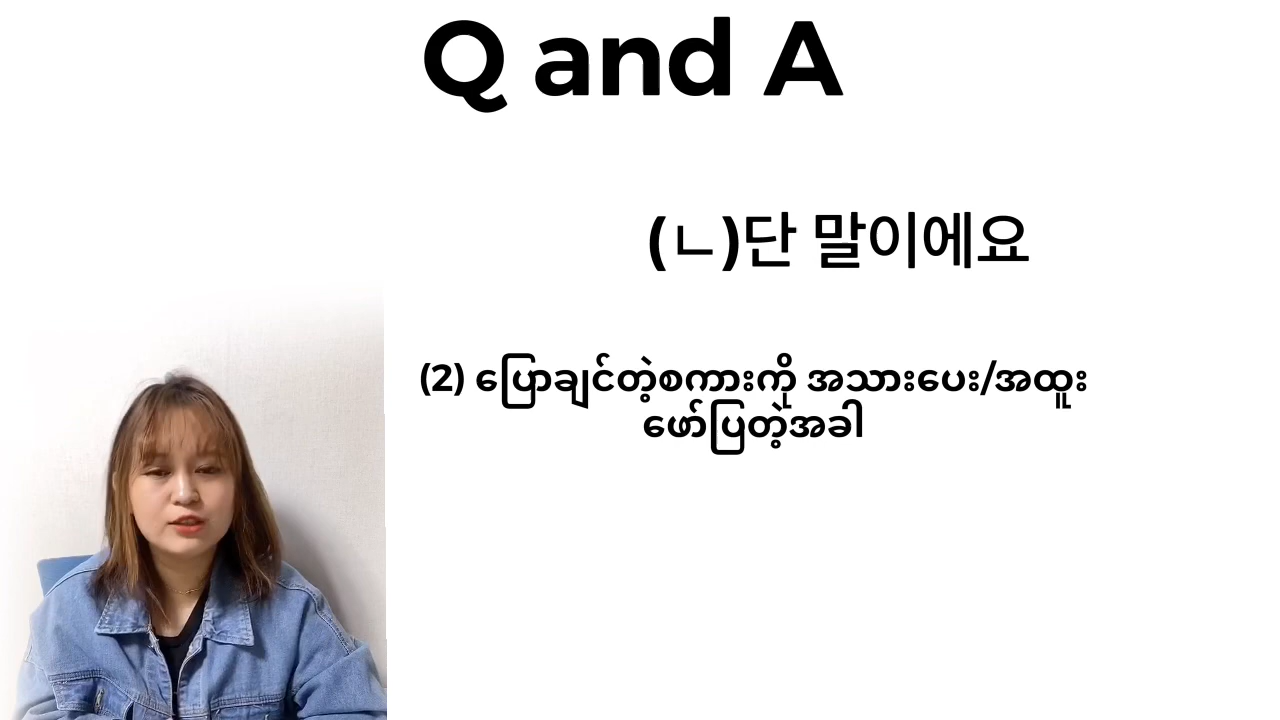 Q and A
(ㄴ)단 말이에요
(2) ပြောချင်တဲ့စကားကို အသားပေး/အထူး
ဖော်ပြတဲ့အခါ